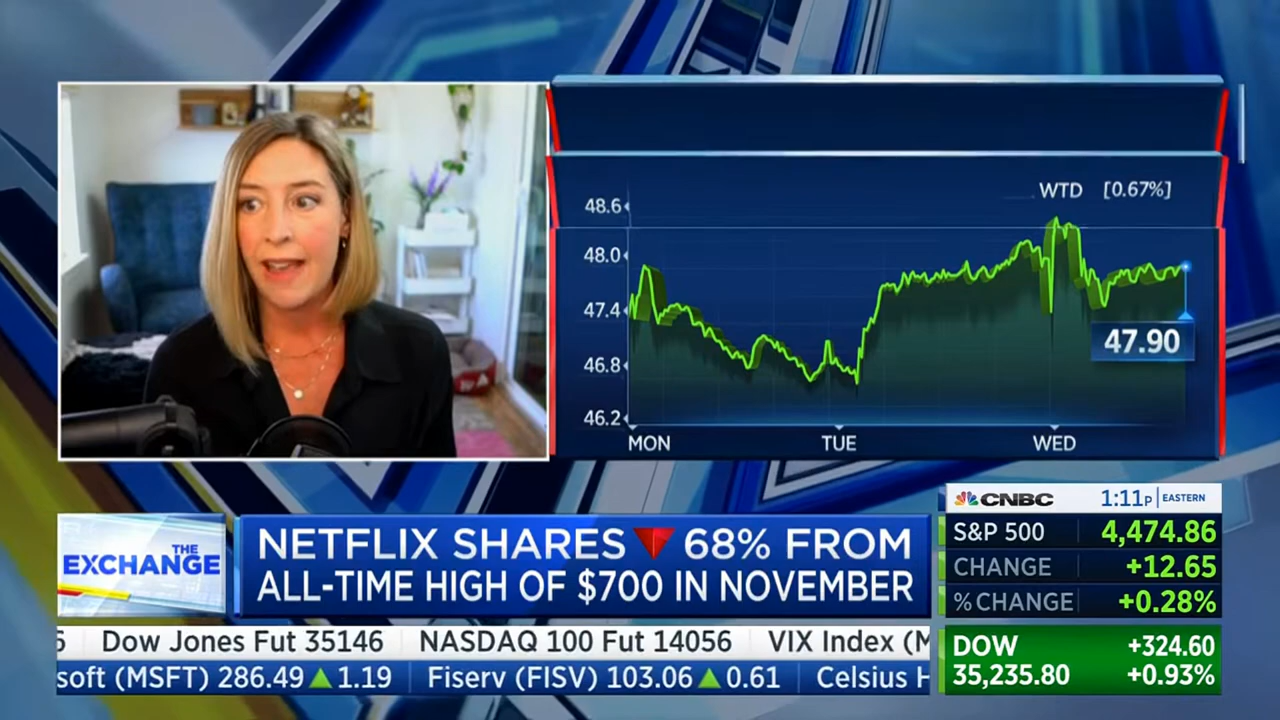 WTD [0.67%]
48.6
48.0
47.4
46.8
46.2
47.90
MON TUE WED
CNBC 1:11P EASTERN
S&P 500 4,474.86
CHANGE +12.65
% CHANGE +0.28%
THE
EXCHANGE
NETFLIX SHARES ▼ 68% FROM
ALL-TIME HIGH OF $700 IN NOVEMBER
Dow Jones Fut 35146 NASDAQ 100 Fut 14056 VIX Index (M
soft (MSFT) 286.49 ▲ 1.19 Fiserv (FISV) 103.06 ▲ 0.61 Celsius H
DOW +324.60
35,235.80 +0.93%